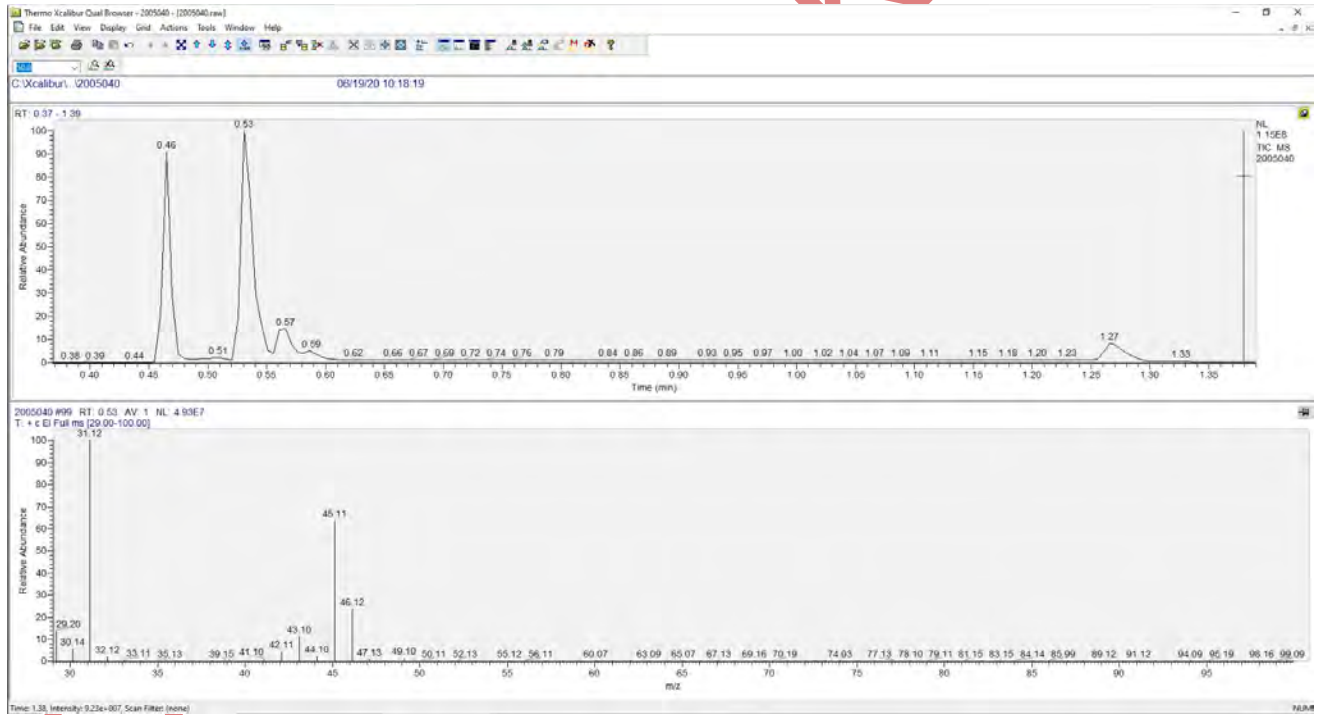 Thermo Xcalibur Qual Browser - 2005040 - [2005040.raw]
File Edit View Display Grid Actions Tools Window Help
C:\Xcalibur\...\2005040 06/19/20 10:18:19
RT: 0.37 - 1.39
NL
1.15E8
TIC MS
2005040
0.53
0.46
0.57
0.59
1.27
0.38 0.39 0.44 0.51 0.62 0.66 0.67 0.69 0.72 0.74 0.76 0.79 0.84 0.86 0.89 0.93 0.95 0.97 1.00 1.02 1.04 1.07 1.09 1.11 1.15 1.18 1.20 1.23 1.33
100
90
80
70
60
50
40
30
20
10
0
Relative Abundance
0.40 0.45 0.50 0.55 0.60 0.65 0.70 0.75 0.80 0.85 0.90 0.95 1.00 1.05 1.10 1.15 1.20 1.25 1.30 1.35
Time (min)
2005040 #99 RT: 0.53 AV: 1 NL: 4.93E7
T: + c EI Full ms [29.00-100.00]
31.12
45.11
46.12
29.20
43.10
30.14 32.12 33.11 35.13 39.15 41.10 42.11 44.10 47.13 49.10 50.11 52.13 55.12 56.11 60.07 63.09 65.07 67.13 69.16 70.19 74.93 77.13 78.10 79.11 81.15 83.15 84.14 85.99 89.12 91.12 94.09 95.19 98.16 99.09
100
90
80
70
60
50
40
30
20
10
0
Relative Abundance
30 35 40 45 50 55 60 65 70 75 80 85 90 95
m/z
Time: 1.38, Intensity: 9.23e+007, Scan Filter: (none)